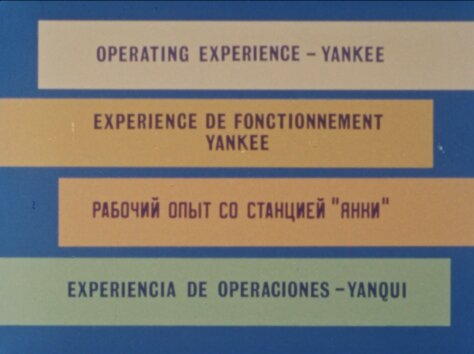 OPERATING EXPERIENCE – YANKEE
EXPERIENCE DE FONCTIONNEMENT
YANKEE
РАБОЧИЙ ОПЫТ СО СТАНЦИЕЙ "ЯНКИ"
EXPERIENCIA DE OPERACIONES – YANQUI